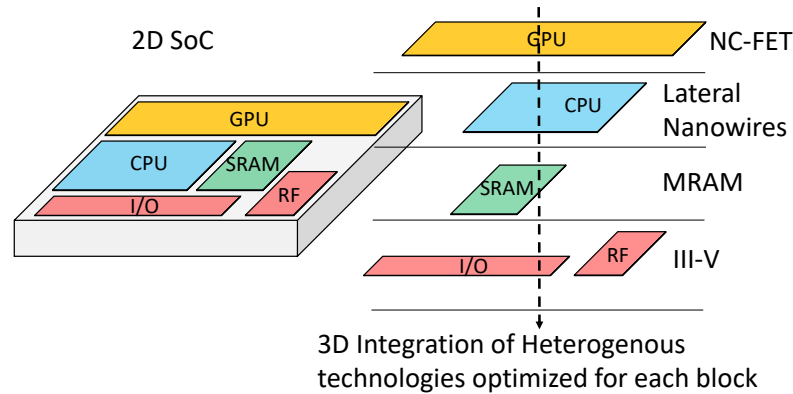 2D SoC
GPU
CPU
SRAM
RF
I/O
GPU
NC-FET
CPU
Lateral
Nanowires
SRAM
MRAM
I/O
RF
III-V
3D Integration of Heterogenous
technologies optimized for each block